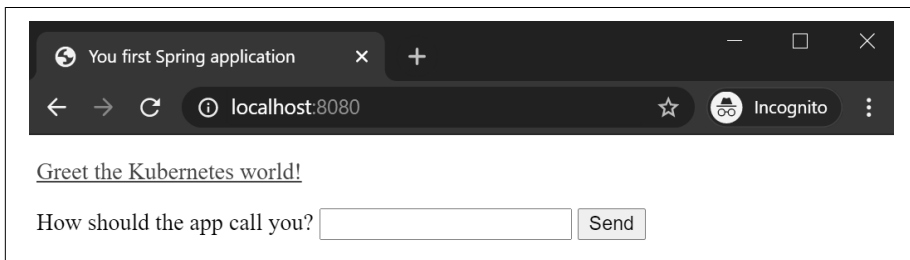 You first Spring application
localhost:8080
Incognito
Greet the Kubernetes world!
How should the app call you? Send